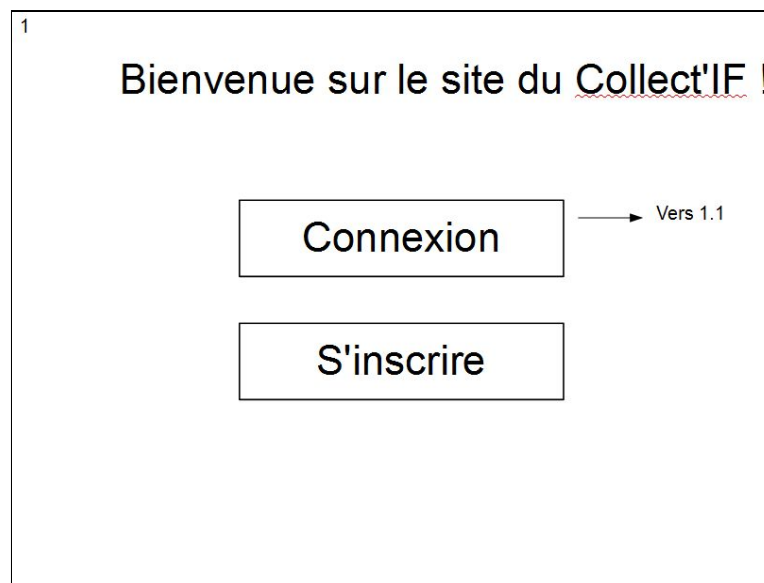 1
Bienvenue sur le site du Collect'IF !
Connexion
Vers 1.1
S'inscrire